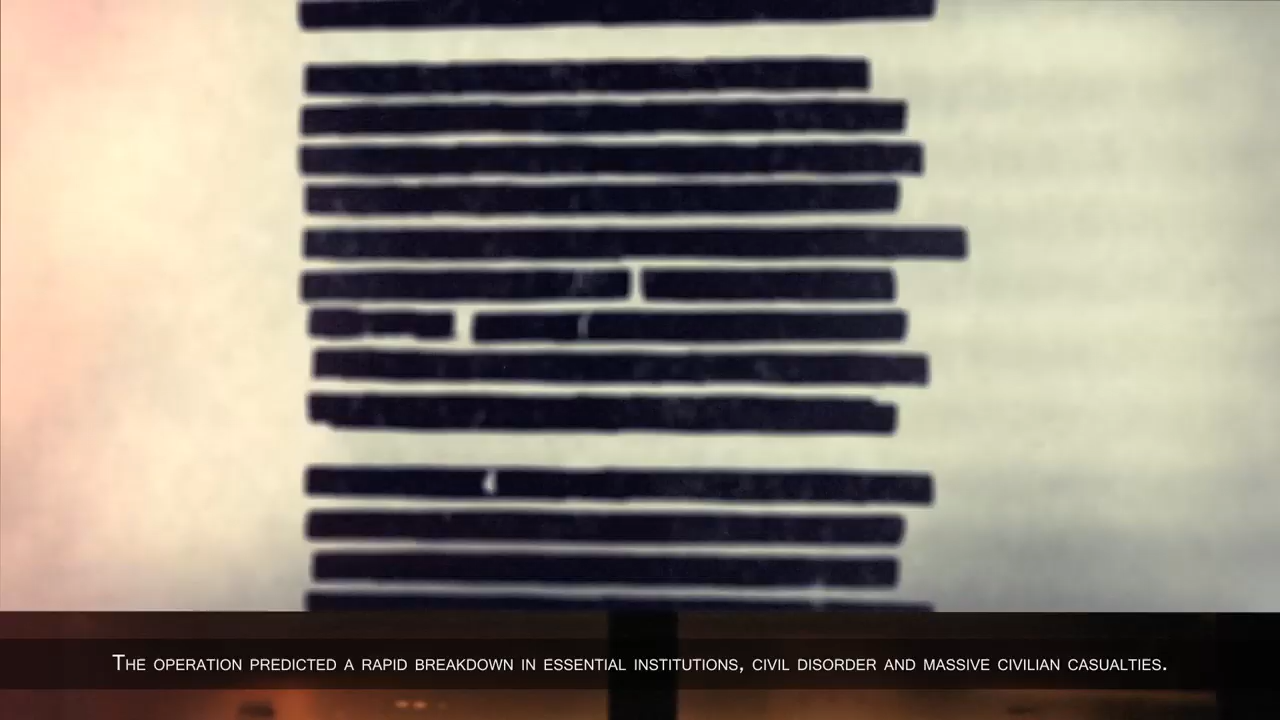 The operation predicted a rapid breakdown in essential institutions, civil disorder and massive civilian casualties.